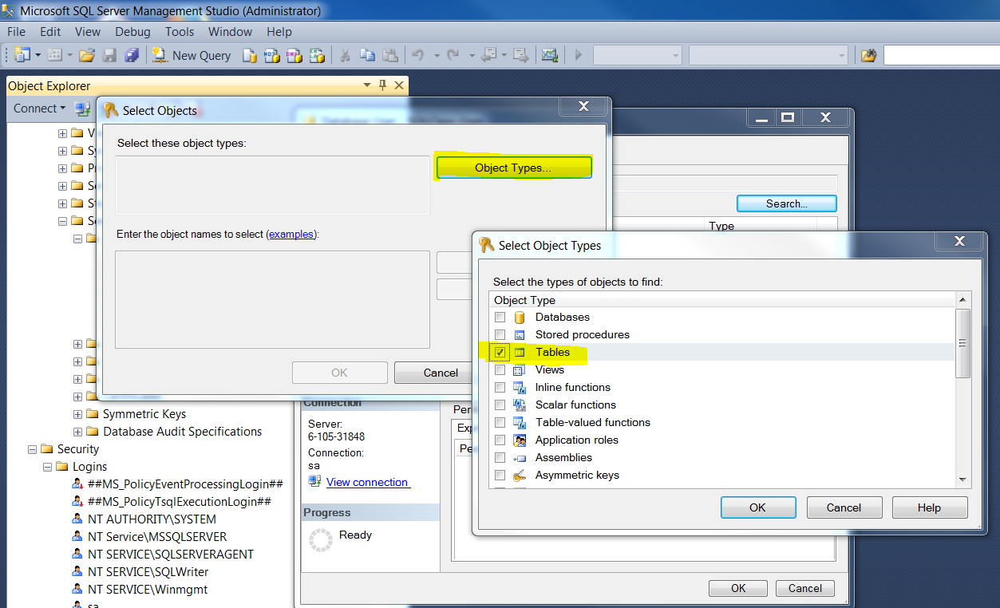 Microsoft SQL Server Management Studio (Administrator)
File Edit View Debug Tools Window Help
New Query
Object Explorer
Connect
Select Objects
Select these object types:
Object Types...
Enter the object names to select (examples):
OK Cancel
Search...
Type
Select Object Types
Select the types of objects to find:
Object Type
Databases
Stored procedures
Tables
Views
Inline functions
Scalar functions
Table-valued functions
Application roles
Assemblies
Asymmetric keys
OK Cancel Help
Symmetric Keys
Database Audit Specifications
Security
Logins
##MS_PolicyEventProcessingLogin##
##MS_PolicyTsqlExecutionLogin##
NT AUTHORITY\SYSTEM
NT Service\MSSQLSERVER
NT SERVICE\SQLSERVERAGENT
NT SERVICE\SQLWriter
NT SERVICE\Winmgmt
sa
Connection
Server:
6-105-31848
Connection:
sa
View connection
Progress
Ready
OK Cancel